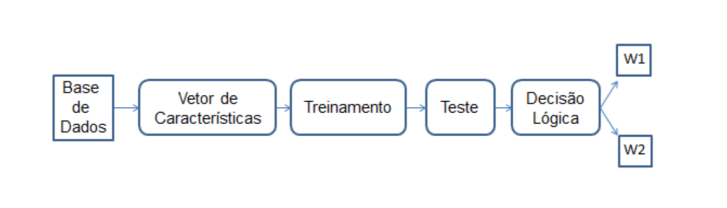 Base
de
Dados
Vetor de
Características
Treinamento
Teste
Decisão
Lógica
W1
W2